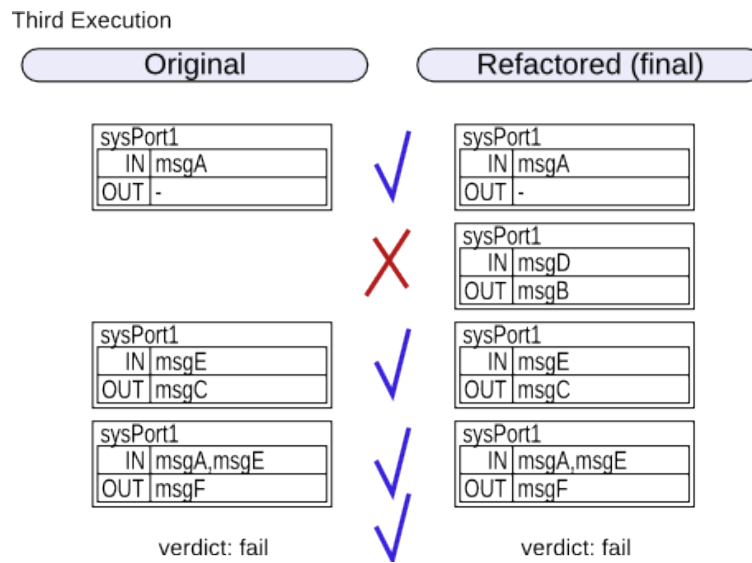 Third Execution
Original Refactored (final)
sysPort1 sysPort1
IN msgA IN msgA
OUT - OUT -
sysPort1
IN msgD
OUT msgB
sysPort1 sysPort1
IN msgE IN msgE
OUT msgC OUT msgC
sysPort1 sysPort1
IN msgA,msgE IN msgA,msgE
OUT msgF OUT msgF
verdict: fail verdict: fail